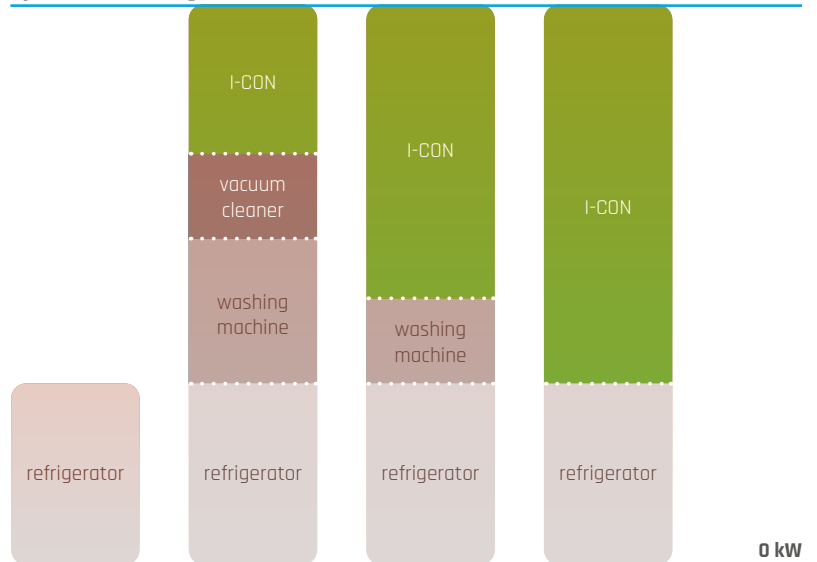 I-CON
vacuum
cleaner
washing
machine
refrigerator
I-CON
washing
machine
refrigerator
I-CON
refrigerator
refrigerator
0 kW